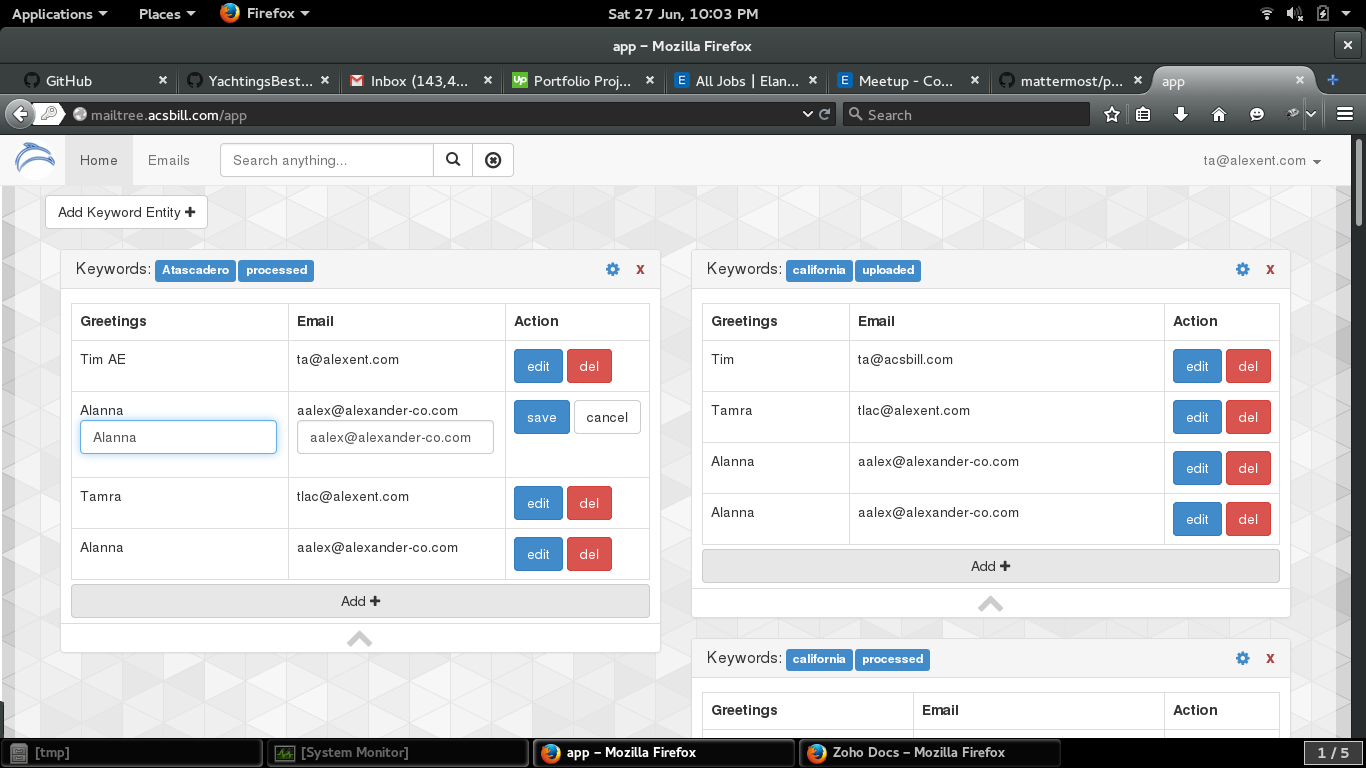 Applications Places Firefox Sat 27 Jun, 10:03 PM
app – Mozilla Firefox
GitHub YachtingsBest... Inbox (143,4... Up Portfolio Proj... E All Jobs | Elan... E Meetup - Co... mattermost/p... app
mailtree.acsbill.com/app Search
Home Emails Search anything... ta@alexent.com
Add Keyword Entity
Keywords: Atascadero processed x
Greetings Email Action
Tim AE ta@alexent.com edit del
Alanna aalex@alexander-co.com save cancel
Alanna aalex@alexander-co.com
Tamra tlac@alexent.com edit del
Alanna aalex@alexander-co.com edit del
Add
Keywords: california uploaded x
Greetings Email Action
Tim ta@acsbill.com edit del
Tamra tlac@alexent.com edit del
Alanna aalex@alexander-co.com edit del
Alanna aalex@alexander-co.com edit del
Add
Keywords: california processed x
Greetings Email Action
[tmp] [System Monitor] app – Mozilla Firefox Zoho Docs – Mozilla Firefox 1 / 5